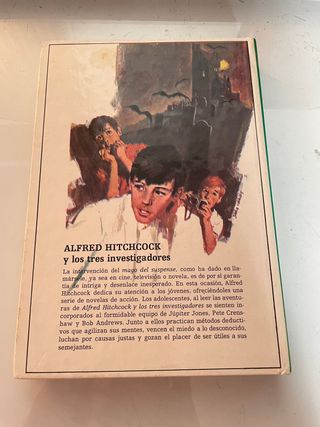 ALFRED HITCHCOCK
y los tres investigadores
La intervención del mago del suspense, como ha dado en lla-
mársele, ya sea en cine, televisión o novela, es de por sí garan-
tía de intriga y desenlace inesperado. En esta ocasión, Alfred
Hitchcock dedica su atención a los jóvenes, ofreciéndoles una
serie de novelas de acción. Los adolescentes, al leer las aventu-
ras de Alfred Hitchcock y los tres investigadores se sienten in-
corporados al formidable equipo de Júpiter Jones, Pete Cren-
shaw y Bob Andrews. Junto a ellos practican métodos deducti-
vos que agilizan sus mentes, vencen el miedo a lo desconocido,
luchan por causas justas y gozan el placer de ser útiles a sus
semejantes.